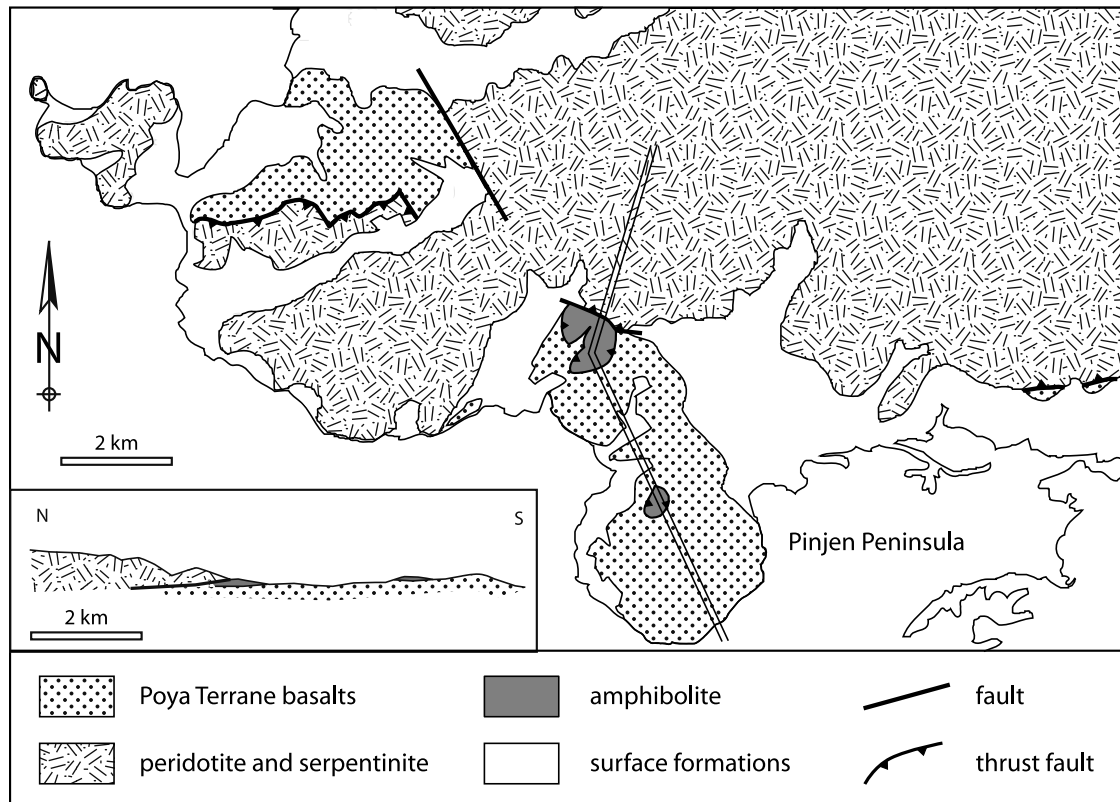 N
2 km
N
S
2 km
Pinjen Peninsula
Poya Terrane basalts
amphibolite
fault
peridotite and serpentinite
surface formations
thrust fault